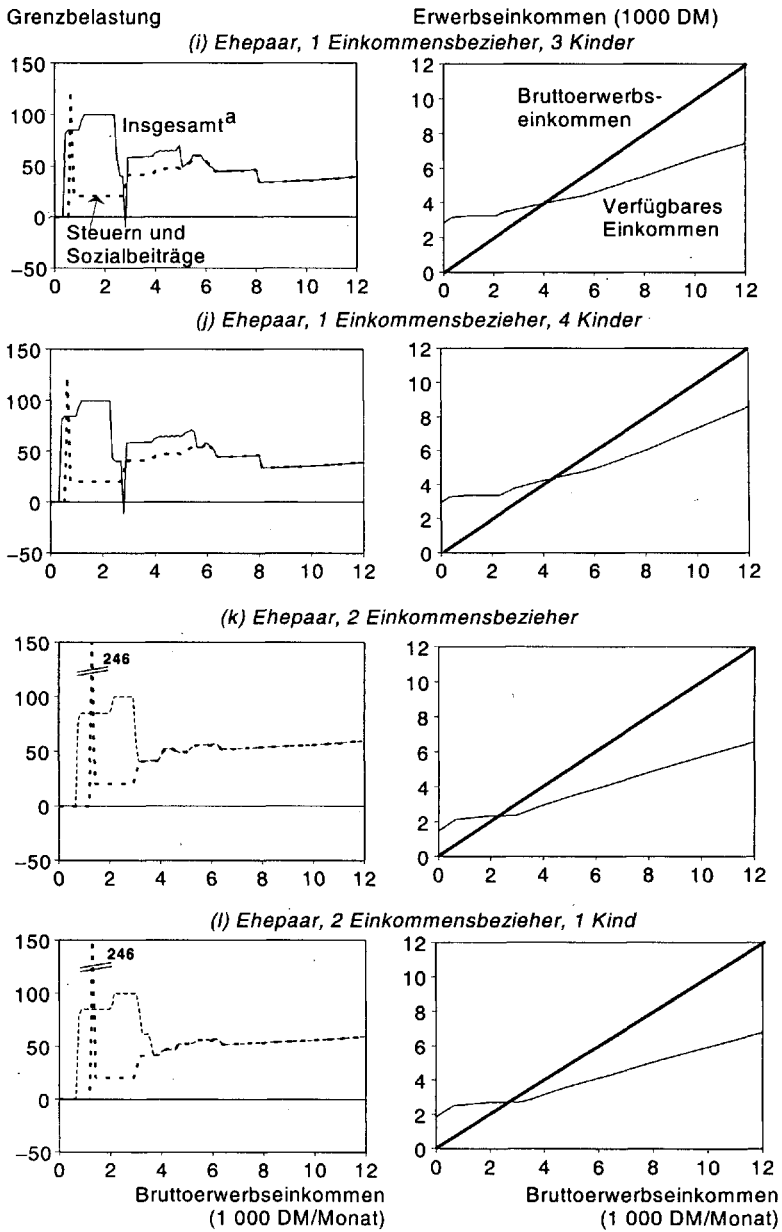 Grenzbelastung
Erwerbseinkommen (1000 DM)
(i) Ehepaar, 1 Einkommensbezieher, 3 Kinder
150
100
50
0
−50
0 2 4 6 8 10 12
Insgesamt a
Steuern und
Sozialbeiträge
12
10
8
6
4
2
0
0 2 4 6 8 10 12
Bruttoerwerbs-
einkommen
Verfügbares
Einkommen
(j) Ehepaar, 1 Einkommensbezieher, 4 Kinder
150
100
50
0
−50
0 2 4 6 8 10 12
12
10
8
6
4
2
0
0 2 4 6 8 10 12
(k) Ehepaar, 2 Einkommensbezieher
150
246
100
50
0
−50
0 2 4 6 8 10 12
12
10
8
6
4
2
0
0 2 4 6 8 10 12
(l) Ehepaar, 2 Einkommensbezieher, 1 Kind
150
246
100
50
0
−50
0 2 4 6 8 10 12
Bruttoerwerbseinkommen
(1 000 DM/Monat)
12
10
8
6
4
2
0
0 2 4 6 8 10 12
Bruttoerwerbseinkommen
(1 000 DM/Monat)